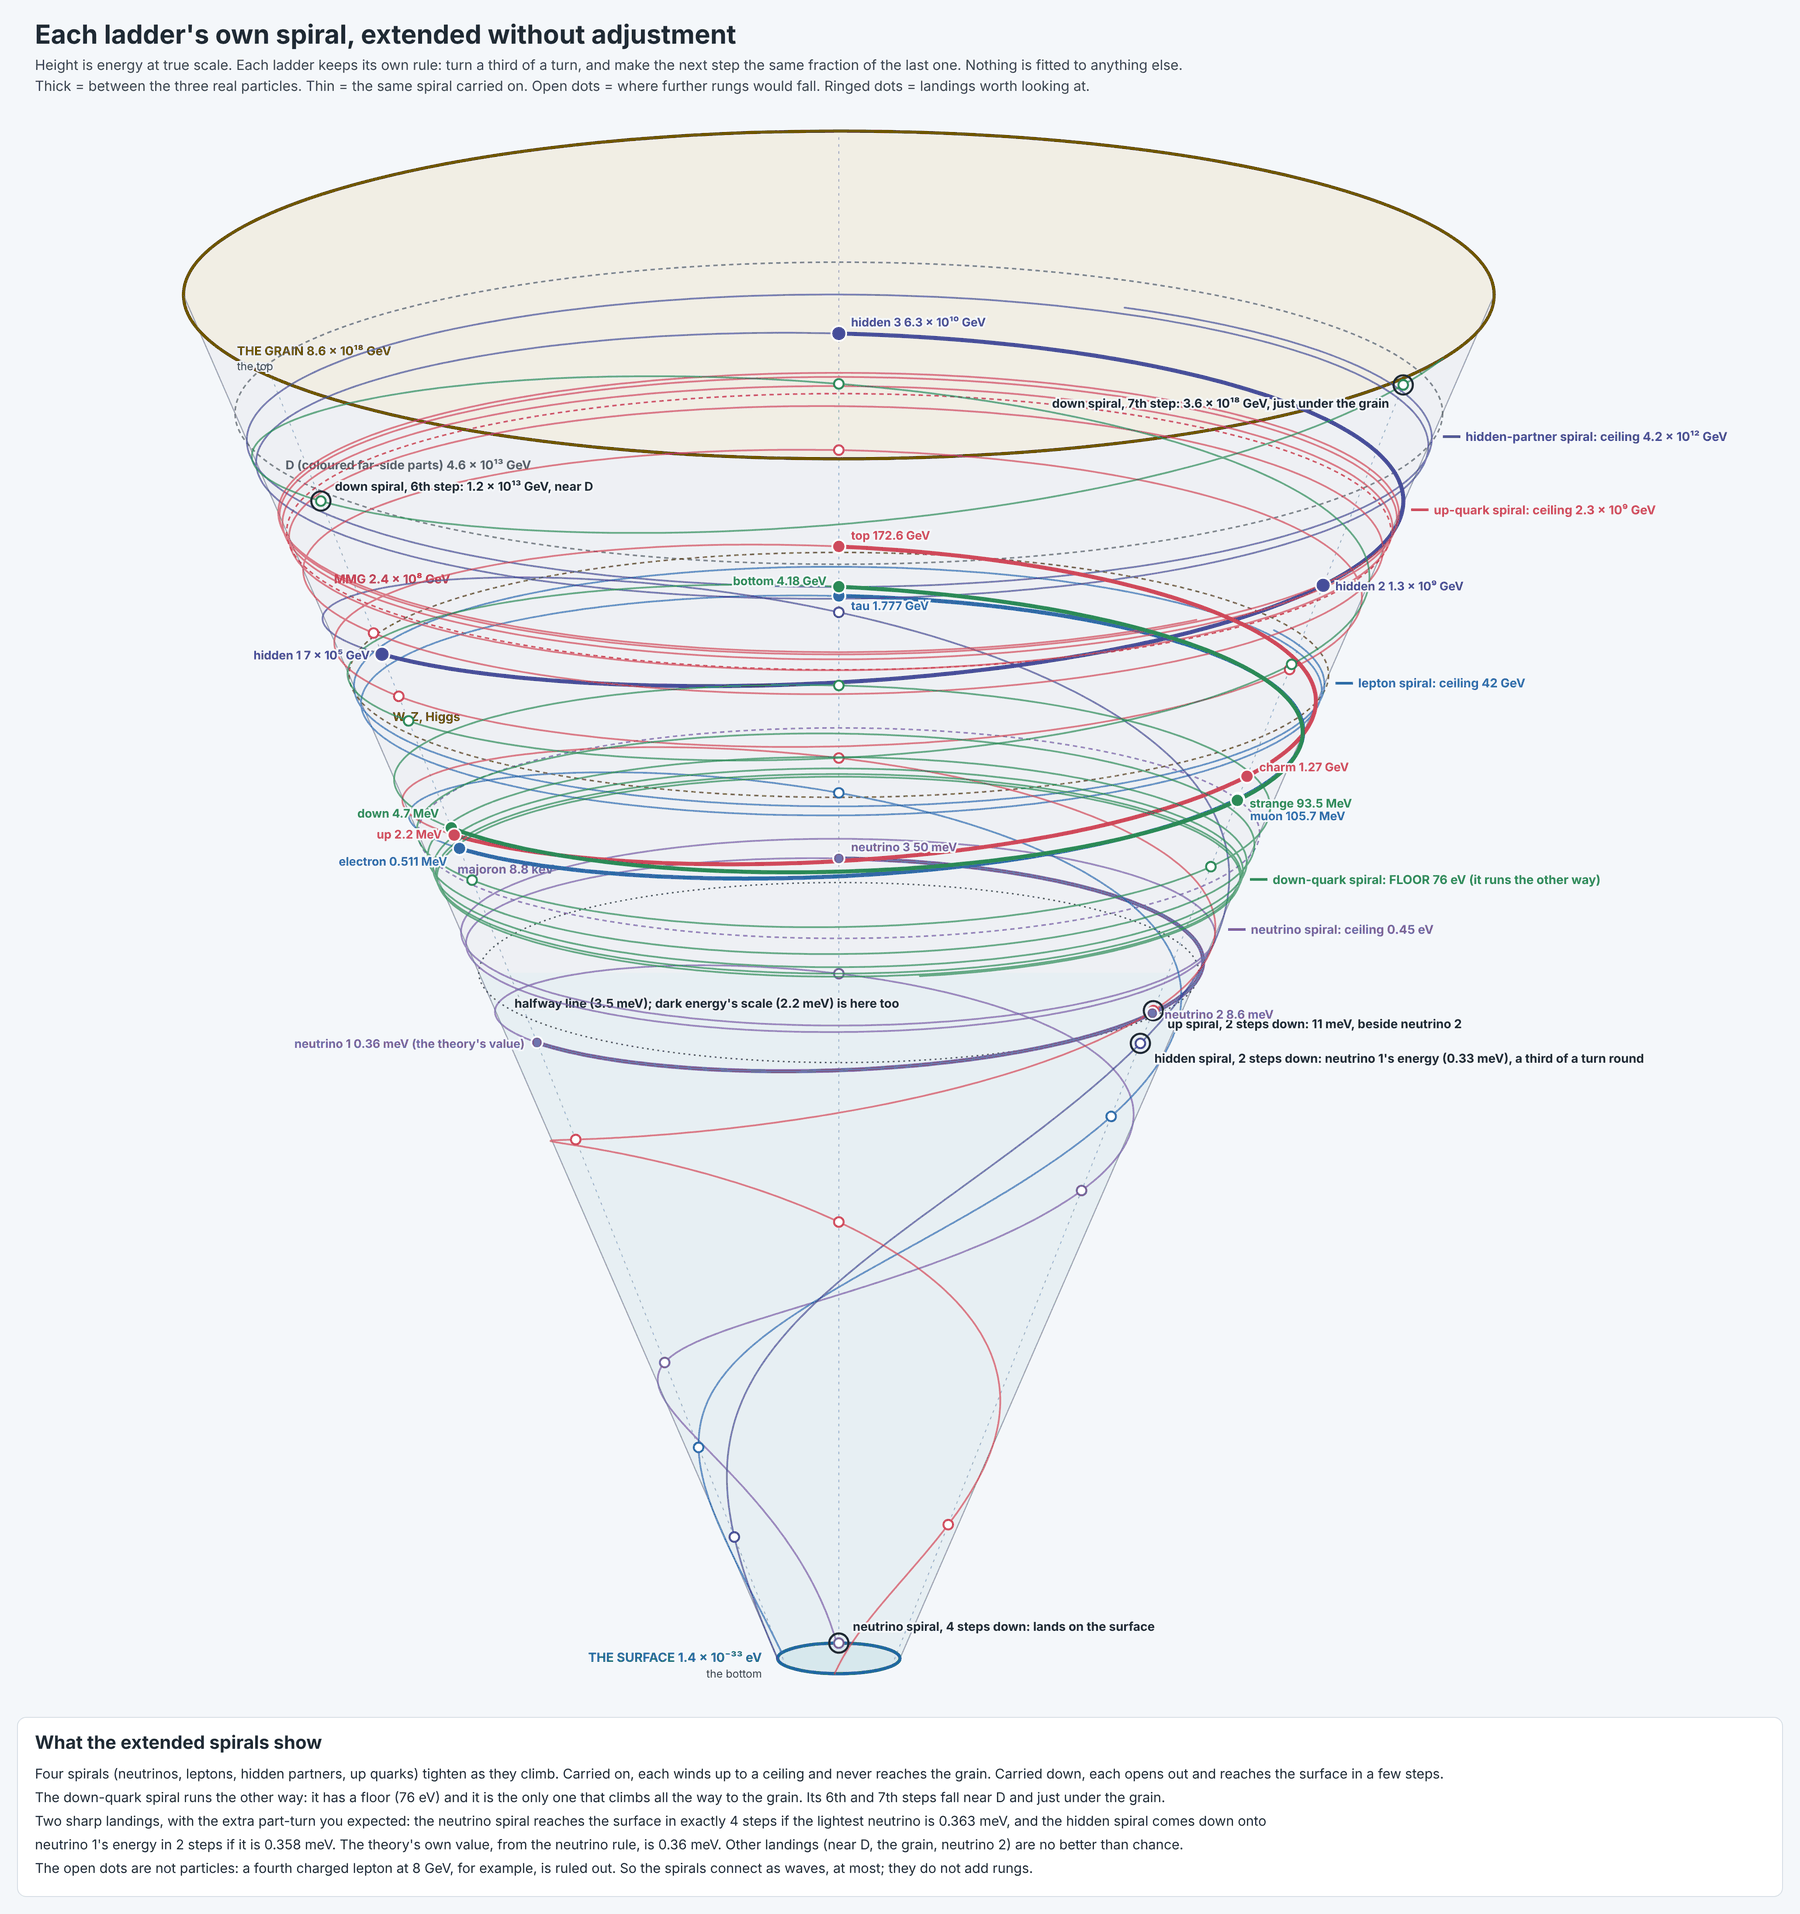 Each ladder's own spiral, extended without adjustment
Height is energy at true scale. Each ladder keeps its own rule: turn a third of a turn, and make the next step the same fraction of the last one. Nothing is fitted to anything else.
Thick = between the three real particles. Thin = the same spiral carried on. Open dots = where further rungs would fall. Ringed dots = landings worth looking at.
hidden 3 6.3 × 10¹⁰ GeV
THE GRAIN 8.6 × 10¹⁸ GeV
the top
down spiral, 7th step: 3.6 × 10¹⁸ GeV, just under the grain
hidden-partner spiral: ceiling 4.2 × 10¹² GeV
D (coloured far-side parts) 4.6 × 10¹³ GeV
down spiral, 6th step: 1.2 × 10¹³ GeV, near D
up-quark spiral: ceiling 2.3 × 10⁹ GeV
top 172.6 GeV
MMG 2.4 × 10⁸ GeV
bottom 4.18 GeV
hidden 2 1.3 × 10⁹ GeV
tau 1.777 GeV
hidden 1 7 × 10⁵ GeV
lepton spiral: ceiling 42 GeV
W, Z, Higgs
charm 1.27 GeV
strange 93.5 MeV
down 4.7 MeV
muon 105.7 MeV
up 2.2 MeV
neutrino 3 50 meV
electron 0.511 MeV
majoron 8.8 keV
down-quark spiral: FLOOR 76 eV (it runs the other way)
neutrino spiral: ceiling 0.45 eV
halfway line (3.5 meV); dark energy's scale (2.2 meV) is here too
neutrino 2 8.6 meV
up spiral, 2 steps down: 11 meV, beside neutrino 2
neutrino 1 0.36 meV (the theory's value)
hidden spiral, 2 steps down: neutrino 1's energy (0.33 meV), a third of a turn round
neutrino spiral, 4 steps down: lands on the surface
THE SURFACE 1.4 × 10⁻³³ eV
the bottom
What the extended spirals show
Four spirals (neutrinos, leptons, hidden partners, up quarks) tighten as they climb. Carried on, each winds up to a ceiling and never reaches the grain. Carried down, each opens out and reaches the surface in a few steps.
The down-quark spiral runs the other way: it has a floor (76 eV) and it is the only one that climbs all the way to the grain. Its 6th and 7th steps fall near D and just under the grain.
Two sharp landings, with the extra part-turn you expected: the neutrino spiral reaches the surface in exactly 4 steps if the lightest neutrino is 0.363 meV, and the hidden spiral comes down onto
neutrino 1's energy in 2 steps if it is 0.358 meV. The theory's own value, from the neutrino rule, is 0.36 meV. Other landings (near D, the grain, neutrino 2) are no better than chance.
The open dots are not particles: a fourth charged lepton at 8 GeV, for example, is ruled out. So the spirals connect as waves, at most; they do not add rungs.